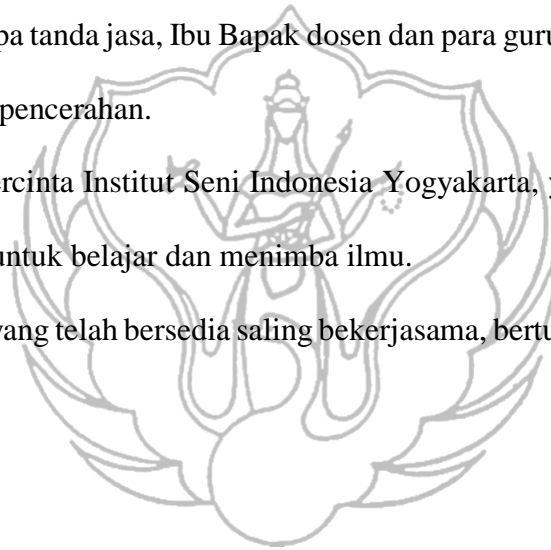 pa tanda jasa, Ibu Bapak dosen dan para guru
pencerahan.
ercinta Institut Seni Indonesia Yogyakarta, y
untuk belajar dan menimba ilmu.
yang telah bersedia saling bekerjasama, bertu